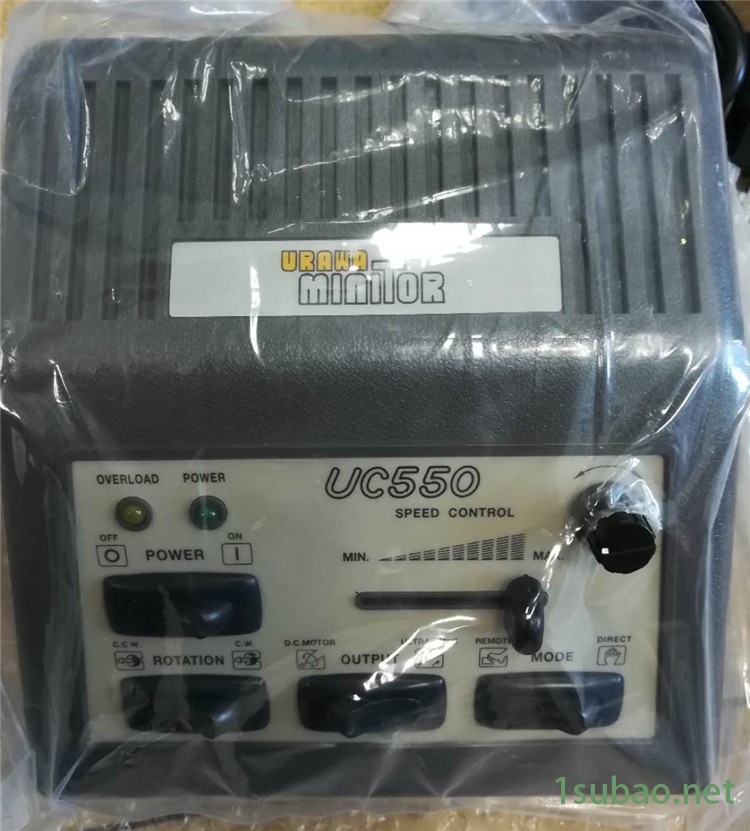 URAWA
MINITOR
OVERLOAD POWER
UC550
SPEED CONTROL
OFF ON
POWER
MIN.
C.C.W. ROTATION C.W.
D.C.MOTOR OUTPUT
REMOTE MODE DIRECT
1subao.net